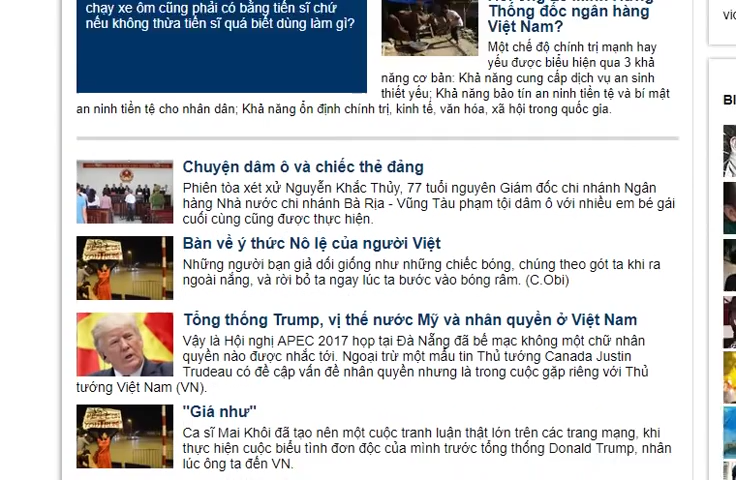 chạy xe ôm cũng phải có bằng tiến sĩ chứ
nếu không thừa tiến sĩ quá biết dùng làm gì?
Thống đốc ngân hàng
Việt Nam?
Một chế độ chính trị mạnh hay
yếu được biểu hiện qua 3 khả
năng cơ bản: Khả năng cung cấp dịch vụ an sinh
thiết yếu; Khả năng bảo tín an ninh tiền tệ và bí mật
an ninh tiền tệ cho nhân dân; Khả năng ổn định chính trị, kinh tế, văn hóa, xã hội trong quốc gia.
Chuyện dâm ô và chiếc thẻ đảng
Phiên tòa xét xử Nguyễn Khắc Thủy, 77 tuổi nguyên Giám đốc chi nhánh Ngân
hàng Nhà nước chi nhánh Bà Rịa - Vũng Tàu phạm tội dâm ô với nhiều em bé gái
cuối cùng cũng được thực hiện.
Bàn về ý thức Nô lệ của người Việt
Những người bạn giả dối giống như những chiếc bóng, chúng theo gót ta khi ra
ngoài nắng, và rời bỏ ta ngay lúc ta bước vào bóng râm. (C.Obi)
Tổng thống Trump, vị thế nước Mỹ và nhân quyền ở Việt Nam
Vậy là Hội nghị APEC 2017 họp tại Đà Nẵng đã bế mạc không một chữ nhân
quyền nào được nhắc tới. Ngoại trừ một mẩu tin Thủ tướng Canada Justin
Trudeau có đề cập vấn đề nhân quyền nhưng là trong cuộc gặp riêng với Thủ
tướng Việt Nam (VN).
"Giá như"
Ca sĩ Mai Khôi đã tạo nên một cuộc tranh luận thật lớn trên các trang mạng, khi
thực hiện cuộc biểu tình đơn độc của mình trước tổng thống Donald Trump, nhân
lúc ông ta đến VN.